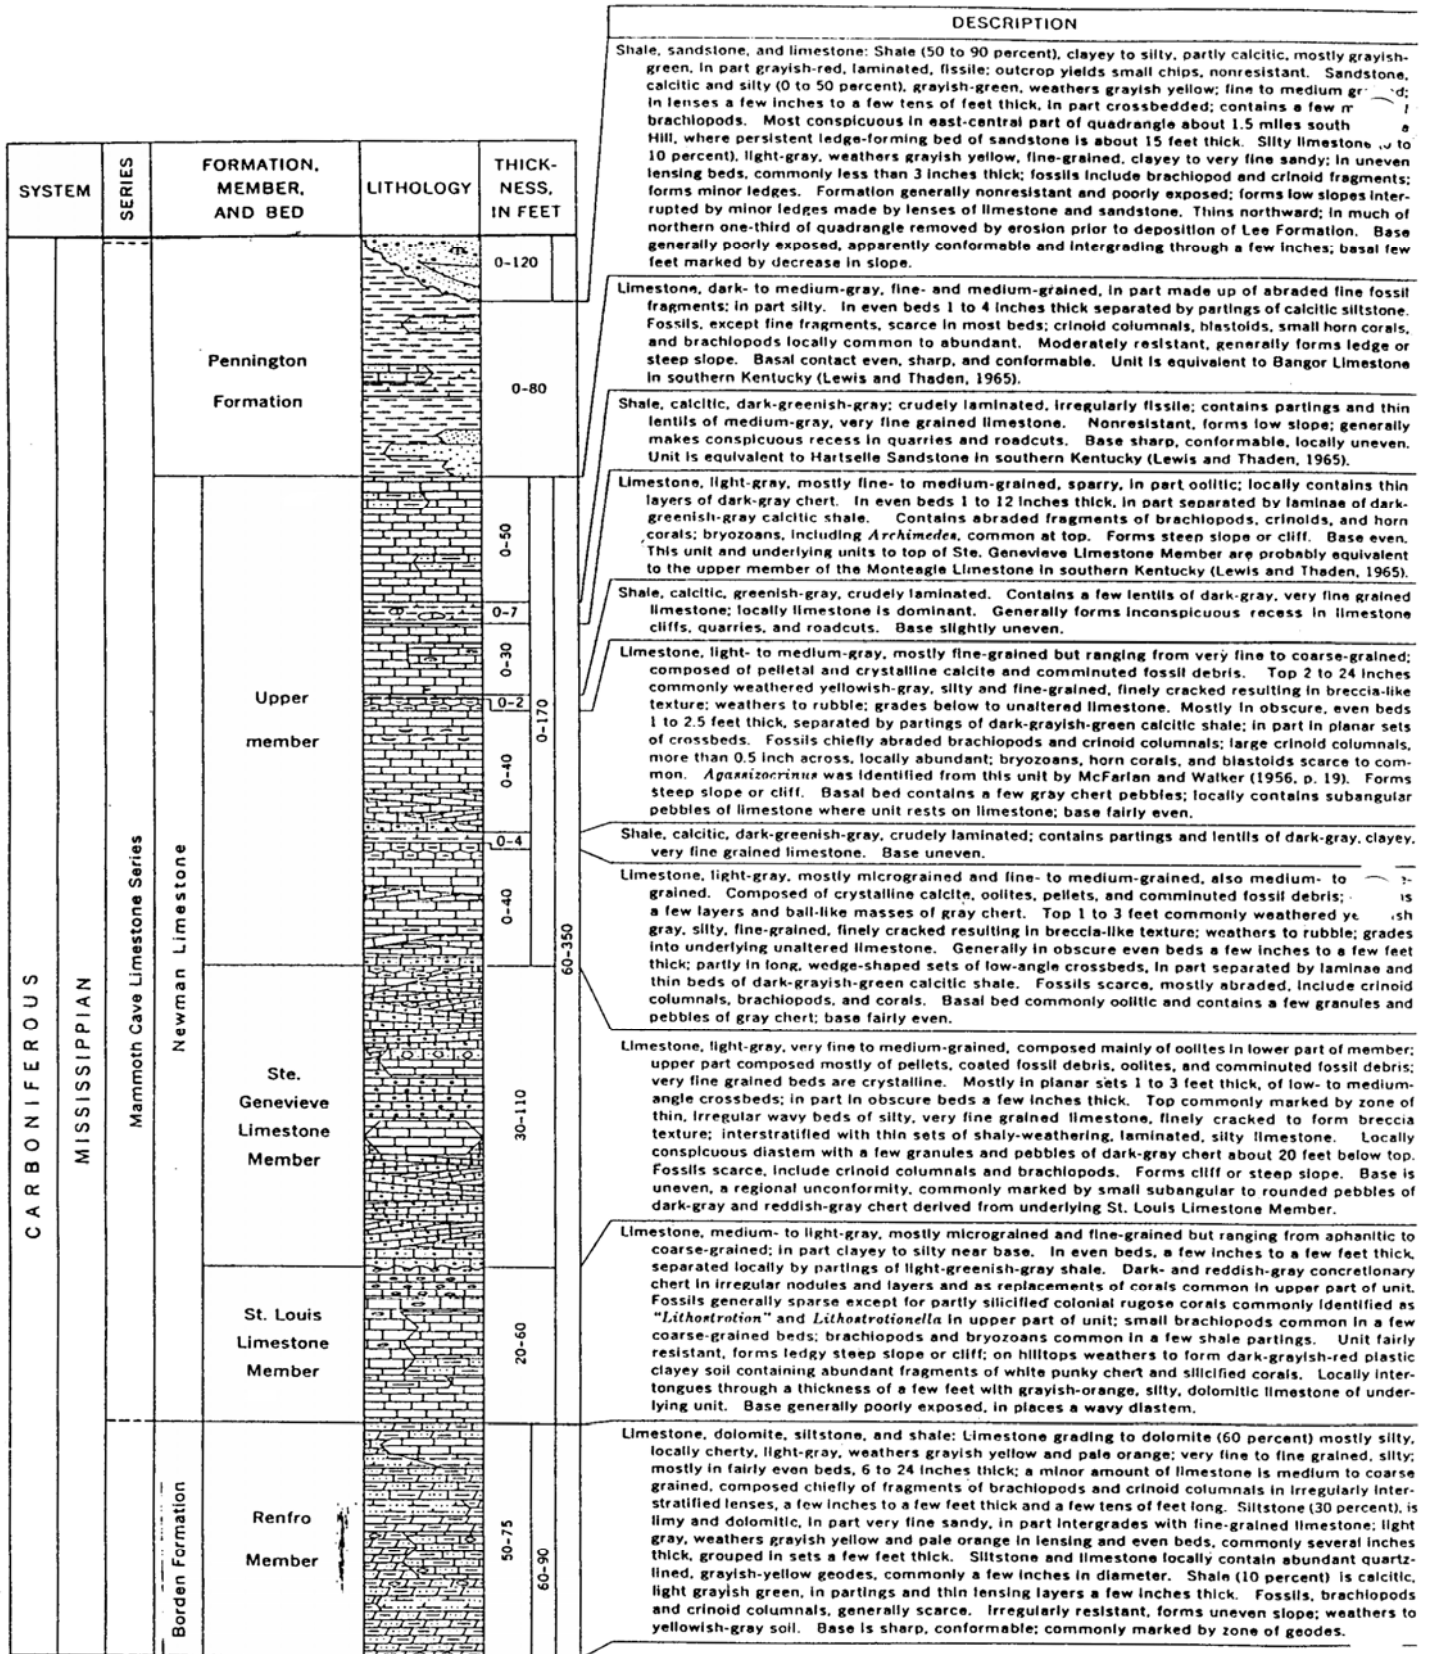 DESCRIPTION
Shale, sandstone, and limestone: Shale (50 to 90 percent), clayey to silty, partly calcitic, mostly grayish-
green, in part grayish-red, laminated, fissile; outcrop yields small chips, nonresistant. Sandstone,
calcitic and silty (0 to 50 percent), grayish-green, weathers grayish yellow; fine to medium
in lenses a few inches to a few tens of feet thick, in part crossbedded; contains a few
brachiopods. Most conspicuous in east-central part of quadrangle about 1.5 miles south
Hill, where persistent ledge-forming bed of sandstone is about 15 feet thick. Silty limestone to
10 percent), light-gray, weathers grayish yellow, fine-grained, clayey to very fine sandy; in uneven
lensing beds, commonly less than 3 inches thick; fossils include brachiopod and crinoid fragments;
forms minor ledges. Formation generally nonresistant and poorly exposed; forms low slopes inter-
rupted by minor ledges made by lenses of limestone and sandstone. Thins northward; in much of
northern one-third of quadrangle removed by erosion prior to deposition of Lee Formation. Base
generally poorly exposed, apparently conformable and intergrading through a few inches; basal few
feet marked by decrease in slope.
Limestone, dark- to medium-gray, fine- and medium-grained, in part made up of abraded fine fossil
fragments; in part silty. In even beds 1 to 4 inches thick separated by partings of calcitic siltstone.
Fossils, except fine fragments, scarce in most beds; crinoid columnals, blastoids, small horn corals,
and brachiopods locally common to abundant. Moderately resistant, generally forms ledge or
steep slope. Basal contact even, sharp, and conformable. Unit is equivalent to Bangor Limestone
in southern Kentucky (Lewis and Thaden, 1965).
Shale, calcitic, dark-greenish-gray; crudely laminated, irregularly fissile; contains partings and thin
lentils of medium-gray, very fine grained limestone. Nonresistant, forms low slope; generally
makes conspicuous recess in quarries and roadcuts. Base sharp, conformable, locally uneven.
Unit is equivalent to Hartselle Sandstone in southern Kentucky (Lewis and Thaden, 1965).
Limestone, light-gray, mostly fine- to medium-grained, sparry, in part oolitic; locally contains thin
layers of dark-gray chert. In even beds 1 to 12 inches thick, in part separated by laminae of dark-
greenish-gray calcitic shale. Contains abraded fragments of brachiopods, crinoids, and horn
corals; bryozoans, including Archimedes, common at top. Forms steep slope or cliff. Base even.
This unit and underlying units to top of Ste. Genevieve Limestone Member are probably equivalent
to the upper member of the Monteagle Limestone in southern Kentucky (Lewis and Thaden, 1965).
Shale, calcitic, greenish-gray, crudely laminated. Contains a few lentils of dark-gray, very fine grained
limestone; locally limestone is dominant. Generally forms inconspicuous recess in limestone
cliffs, quarries, and roadcuts. Base slightly uneven.
Limestone, light- to medium-gray, mostly fine-grained but ranging from very fine to coarse-grained;
composed of pelletal and crystalline calcite and comminuted fossil debris. Top 2 to 24 inches
commonly weathered yellowish-gray, silty and fine-grained, finely cracked resulting in breccia-like
texture; weathers to rubble; grades below to unaltered limestone. Mostly in obscure, even beds
1 to 2.5 feet thick, separated by partings of dark-grayish-green calcitic shale; in part in planar sets
of crossbeds. Fossils chiefly abraded brachiopods and crinoid columnals; large crinoid columnals,
more than 0.5 inch across, locally abundant; bryozoans, horn corals, and blastoids scarce to com-
mon. Agassizocrinus was identified from this unit by McFarlan and Walker (1956, p. 19). Forms
steep slope or cliff. Basal bed contains a few gray chert pebbles; locally contains subangular
pebbles of limestone where unit rests on limestone; base fairly even.
Shale, calcitic, dark-greenish-gray, crudely laminated; contains partings and lentils of dark-gray, clayey,
very fine grained limestone. Base uneven.
Limestone, light-gray, mostly micrograined and fine- to medium-grained, also medium- to
grained. Composed of crystalline calcite, oolites, pellets, and comminuted fossil debris;
a few layers and ball-like masses of gray chert. Top 1 to 3 feet commonly weathered
gray, silty, fine-grained, finely cracked resulting in breccia-like texture; weathers to rubble; grades
into underlying unaltered limestone. Generally in obscure even beds a few inches to a few feet
thick; partly in long, wedge-shaped sets of low-angle crossbeds, in part separated by laminae and
thin beds of dark-grayish-green calcitic shale. Fossils scarce, mostly abraded, include crinoid
columnals, brachiopods, and corals. Basal bed commonly oolitic and contains a few granules and
pebbles of gray chert; base fairly even.
Limestone, light-gray, very fine to medium-grained, composed mainly of oolites in lower part of member;
upper part composed mostly of pellets, coated fossil debris, oolites, and comminuted fossil debris;
very fine grained beds are crystalline. Mostly in planar sets 1 to 3 feet thick, of low- to medium-
angle crossbeds; in part in obscure beds a few inches thick. Top commonly marked by zone of
thin, irregular wavy beds of silty, very fine grained limestone, finely cracked to form breccia
texture; interstratified with thin sets of shaly-weathering, laminated, silty limestone. Locally
conspicuous diastem with a few granules and pebbles of dark-gray chert about 20 feet below top.
Fossils scarce, include crinoid columnals and brachiopods. Forms cliff or steep slope. Base is
uneven, a regional unconformity, commonly marked by small subangular to rounded pebbles of
dark-gray and reddish-gray chert derived from underlying St. Louis Limestone Member.
Limestone, medium- to light-gray, mostly micrograined and fine-grained but ranging from aphanitic to
coarse-grained; in part clayey to silty near base. In even beds, a few inches to a few feet thick,
separated locally by partings of light-greenish-gray shale. Dark- and reddish-gray concretionary
chert in irregular nodules and layers and as replacements of corals common in upper part of unit.
Fossils generally sparse except for partly silicified colonial rugose corals commonly identified as
"Lithostrotion" and Lithostrotionella in upper part of unit; small brachiopods common in a few
coarse-grained beds; brachiopods and bryozoans common in a few shale partings. Unit fairly
resistant, forms ledgy steep slope or cliff; on hilltops weathers to form dark-grayish-red plastic
clayey soil containing abundant fragments of white punky chert and silicified corals. Locally inter-
tongues through a thickness of a few feet with grayish-orange, silty, dolomitic limestone of under-
lying unit. Base generally poorly exposed, in places a wavy diastem.
Limestone, dolomite, siltstone, and shale: Limestone grading to dolomite (60 percent) mostly silty,
locally cherty, light-gray, weathers grayish yellow and pale orange; very fine to fine grained, silty;
mostly in fairly even beds, 6 to 24 inches thick; a minor amount of limestone is medium to coarse
grained, composed chiefly of fragments of brachiopods and crinoid columnals in irregularly inter-
stratified lenses, a few inches to a few feet thick and a few tens of feet long. Siltstone (30 percent), is
limy and dolomitic, in part very fine sandy, in part intergrades with fine-grained limestone; light
gray, weathers grayish yellow and pale orange in lensing and even beds, commonly several inches
thick, grouped in sets a few feet thick. Siltstone and limestone locally contain abundant quartz-
lined, grayish-yellow geodes, commonly a few inches in diameter. Shale (10 percent) is calcitic,
light grayish green, in partings and thin lensing layers a few inches thick. Fossils, brachiopods
and crinoid columnals, generally scarce. Irregularly resistant, forms uneven slope; weathers to
yellowish-gray soil. Base is sharp, conformable; commonly marked by zone of geodes.
SYSTEM
SERIES
FORMATION,
MEMBER,
AND BED
LITHOLOGY
THICK-
NESS,
IN FEET
CARBONIFEROUS
MISSISSIPPIAN
Mammoth Cave Limestone Series
Newman Limestone
Borden Formation
Pennington
Formation
Upper
member
Ste.
Genevieve
Limestone
Member
St. Louis
Limestone
Member
Renfro
Member
0-120
0-80
0-50
0-7
0-30
0-2
0-170
0-40
0-4
0-40
60-350
30-110
20-60
50-75
60-90